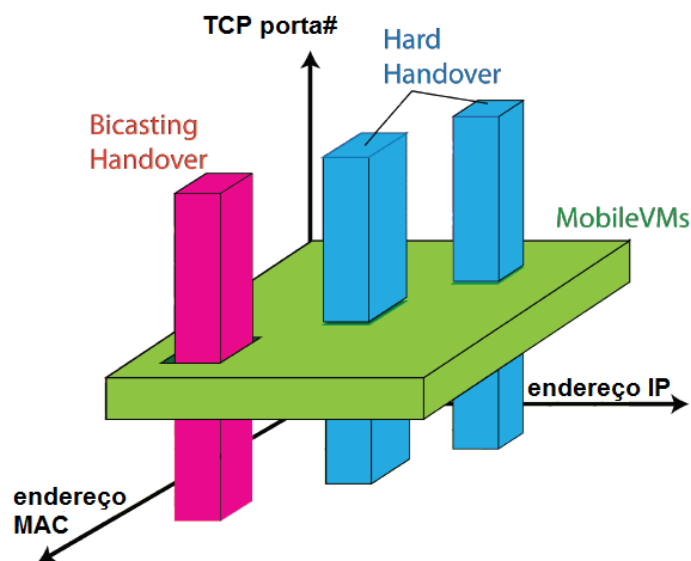 TCP porta#
Hard
Handover
Bicasting
Handover
MobileVMs
endereço IP
endereço
MAC